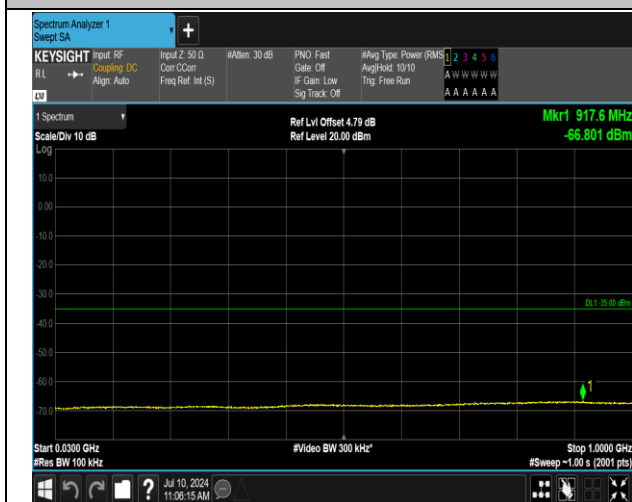 Spectrum Analyzer 1
Swept SA
KEYSIGHT
RL
LXI
Input: RF
Coupling: DC
Align: Auto
Input Z: 50 Ω
Corr CCorr
Freq Ref: Int (S)
#Atten: 30 dB
PNO: Fast
Gate: Off
IF Gain: Low
Sig Track: Off
#Avg Type: Power (RMS
Avg|Hold: 10/10
Trig: Free Run
1 2 3 4 5 6
A W W W W W
A A A A A A
1 Spectrum
Scale/Div 10 dB
Log
Ref Lvl Offset 4.79 dB
Ref Level 20.00 dBm
Mkr1 917.6 MHz
-66.801 dBm
10.0
0.00
-10.0
-20.0
-30.0
DL1 -35.00 dBm
-40.0
-50.0
-60.0
1
-70.0
Start 0.0300 GHz
#Res BW 100 kHz
#Video BW 300 kHz*
Stop 1.0000 GHz
#Sweep ~1.00 s (2001 pts)
?
Jul 10, 2024
11:06:15 AM